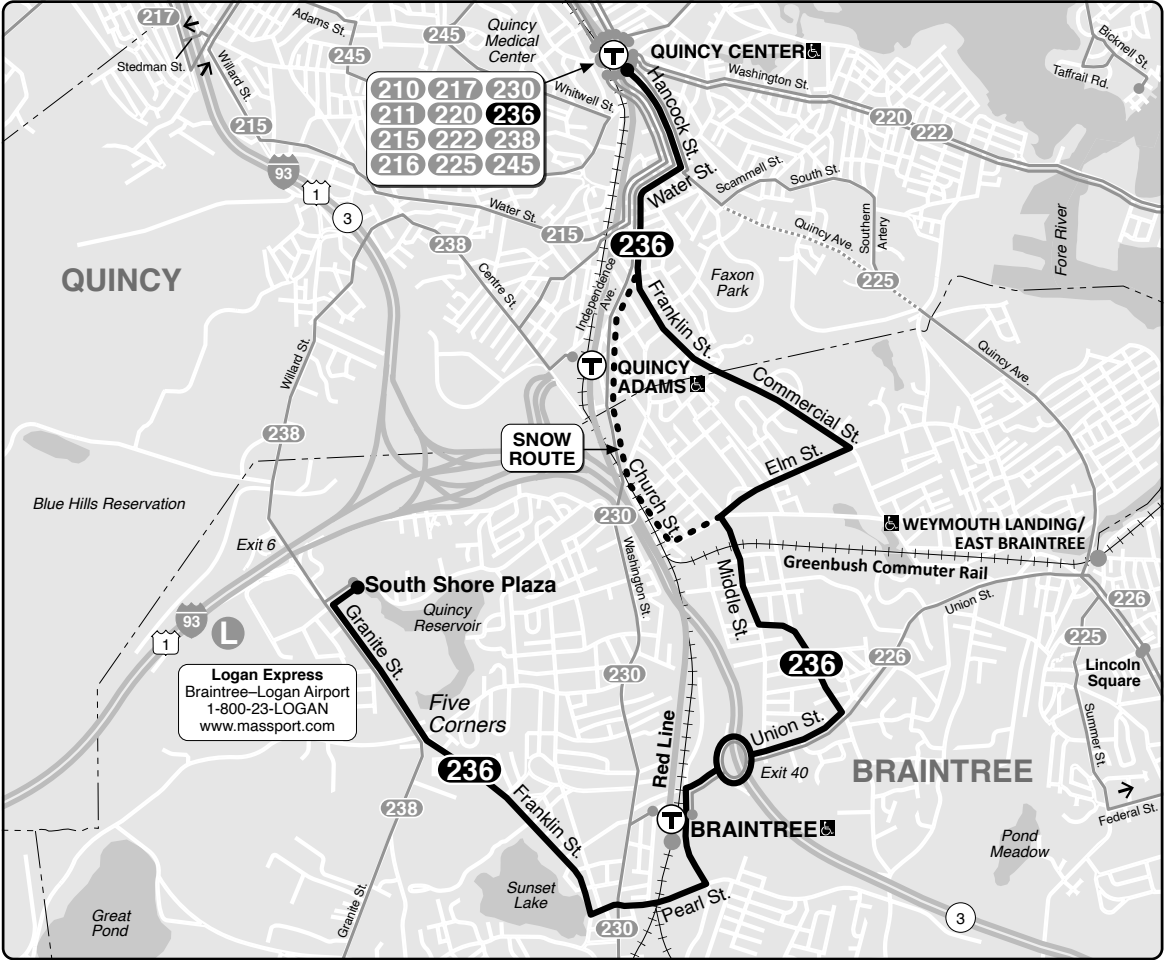 217
Adams St.
245
245
Quincy
Medical
Center
T
QUINCY CENTER
Bicknell St.
Taffrail Rd.
Stedman St.
Willard St.
215
210 217 230
211 220 236
215 222 238
216 225 245
Whitwell St.
Hancock St.
Washington St.
220
222
93
1
3
Water St.
215
Water St.
Scammell St.
South St.
Southern
Artery
Quincy Ave.
225
Fore River
QUINCY
238
Centre St.
236
Independence
Ave.
Faxon
Park
Franklin St.
Willard St.
T
QUINCY
ADAMS
Quincy Ave.
Commercial St.
238
SNOW
ROUTE
Elm St.
Church St.
Blue Hills Reservation
230
Exit 6
WEYMOUTH LANDING/
EAST BRAINTREE
Greenbush Commuter Rail
Washington St.
Middle St.
South Shore Plaza
Quincy
Reservoir
Granite St.
Union St.
226
93
1
L
225
Lincoln
Square
226
236
230
Logan Express
Braintree–Logan Airport
1-800-23-LOGAN
www.massport.com
Five
Corners
Red Line
Union St.
Summer St.
236
Exit 40
BRAINTREE
238
Franklin St.
T
BRAINTREE
Federal St.
Pond
Meadow
Granite St.
Sunset
Lake
Pearl St.
Great
Pond
230
3